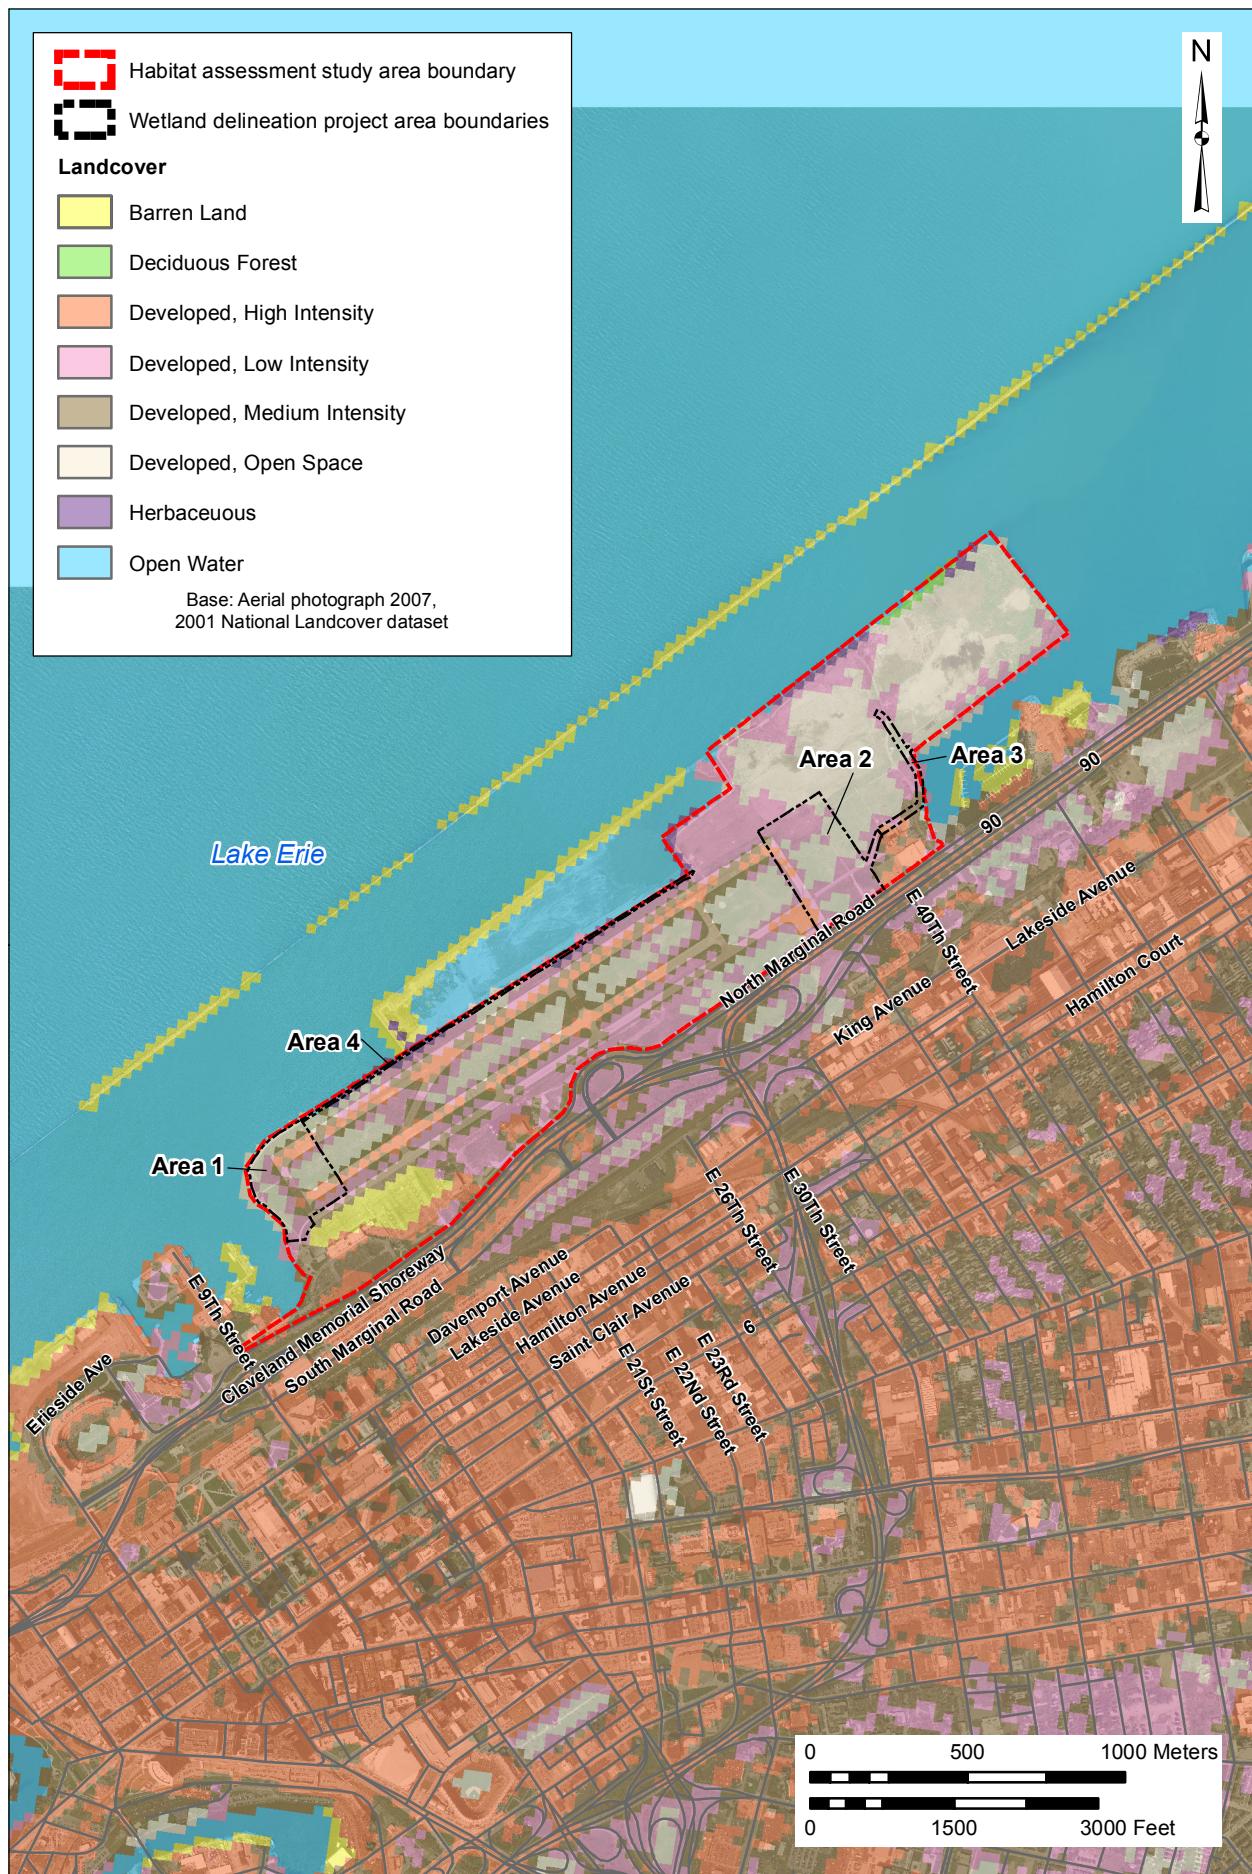 Habitat assessment study area boundary
Wetland delineation project area boundaries
Landcover
Barren Land
Deciduous Forest
Developed, High Intensity
Developed, Low Intensity
Developed, Medium Intensity
Developed, Open Space
Herbaceuous
Open Water
Base: Aerial photograph 2007,
2001 National Landcover dataset
N
Area 2
Area 3
90
90
Lake Erie
E 40Th Street
Lakeside Avenue
Hamilton Court
North Marginal Road
King Avenue
Area 4
Area 1
E 26Th Street
E 30Th Street
E 9Th Street
Cleveland Memorial Shoreway
South Marginal Road
Davenport Avenue
Lakeside Avenue
Hamilton Avenue
Saint Clair Avenue
6
E 23Rd Street
E 22Nd Street
E 21St Street
Erieside Ave
0 500 1000 Meters
0 1500 3000 Feet